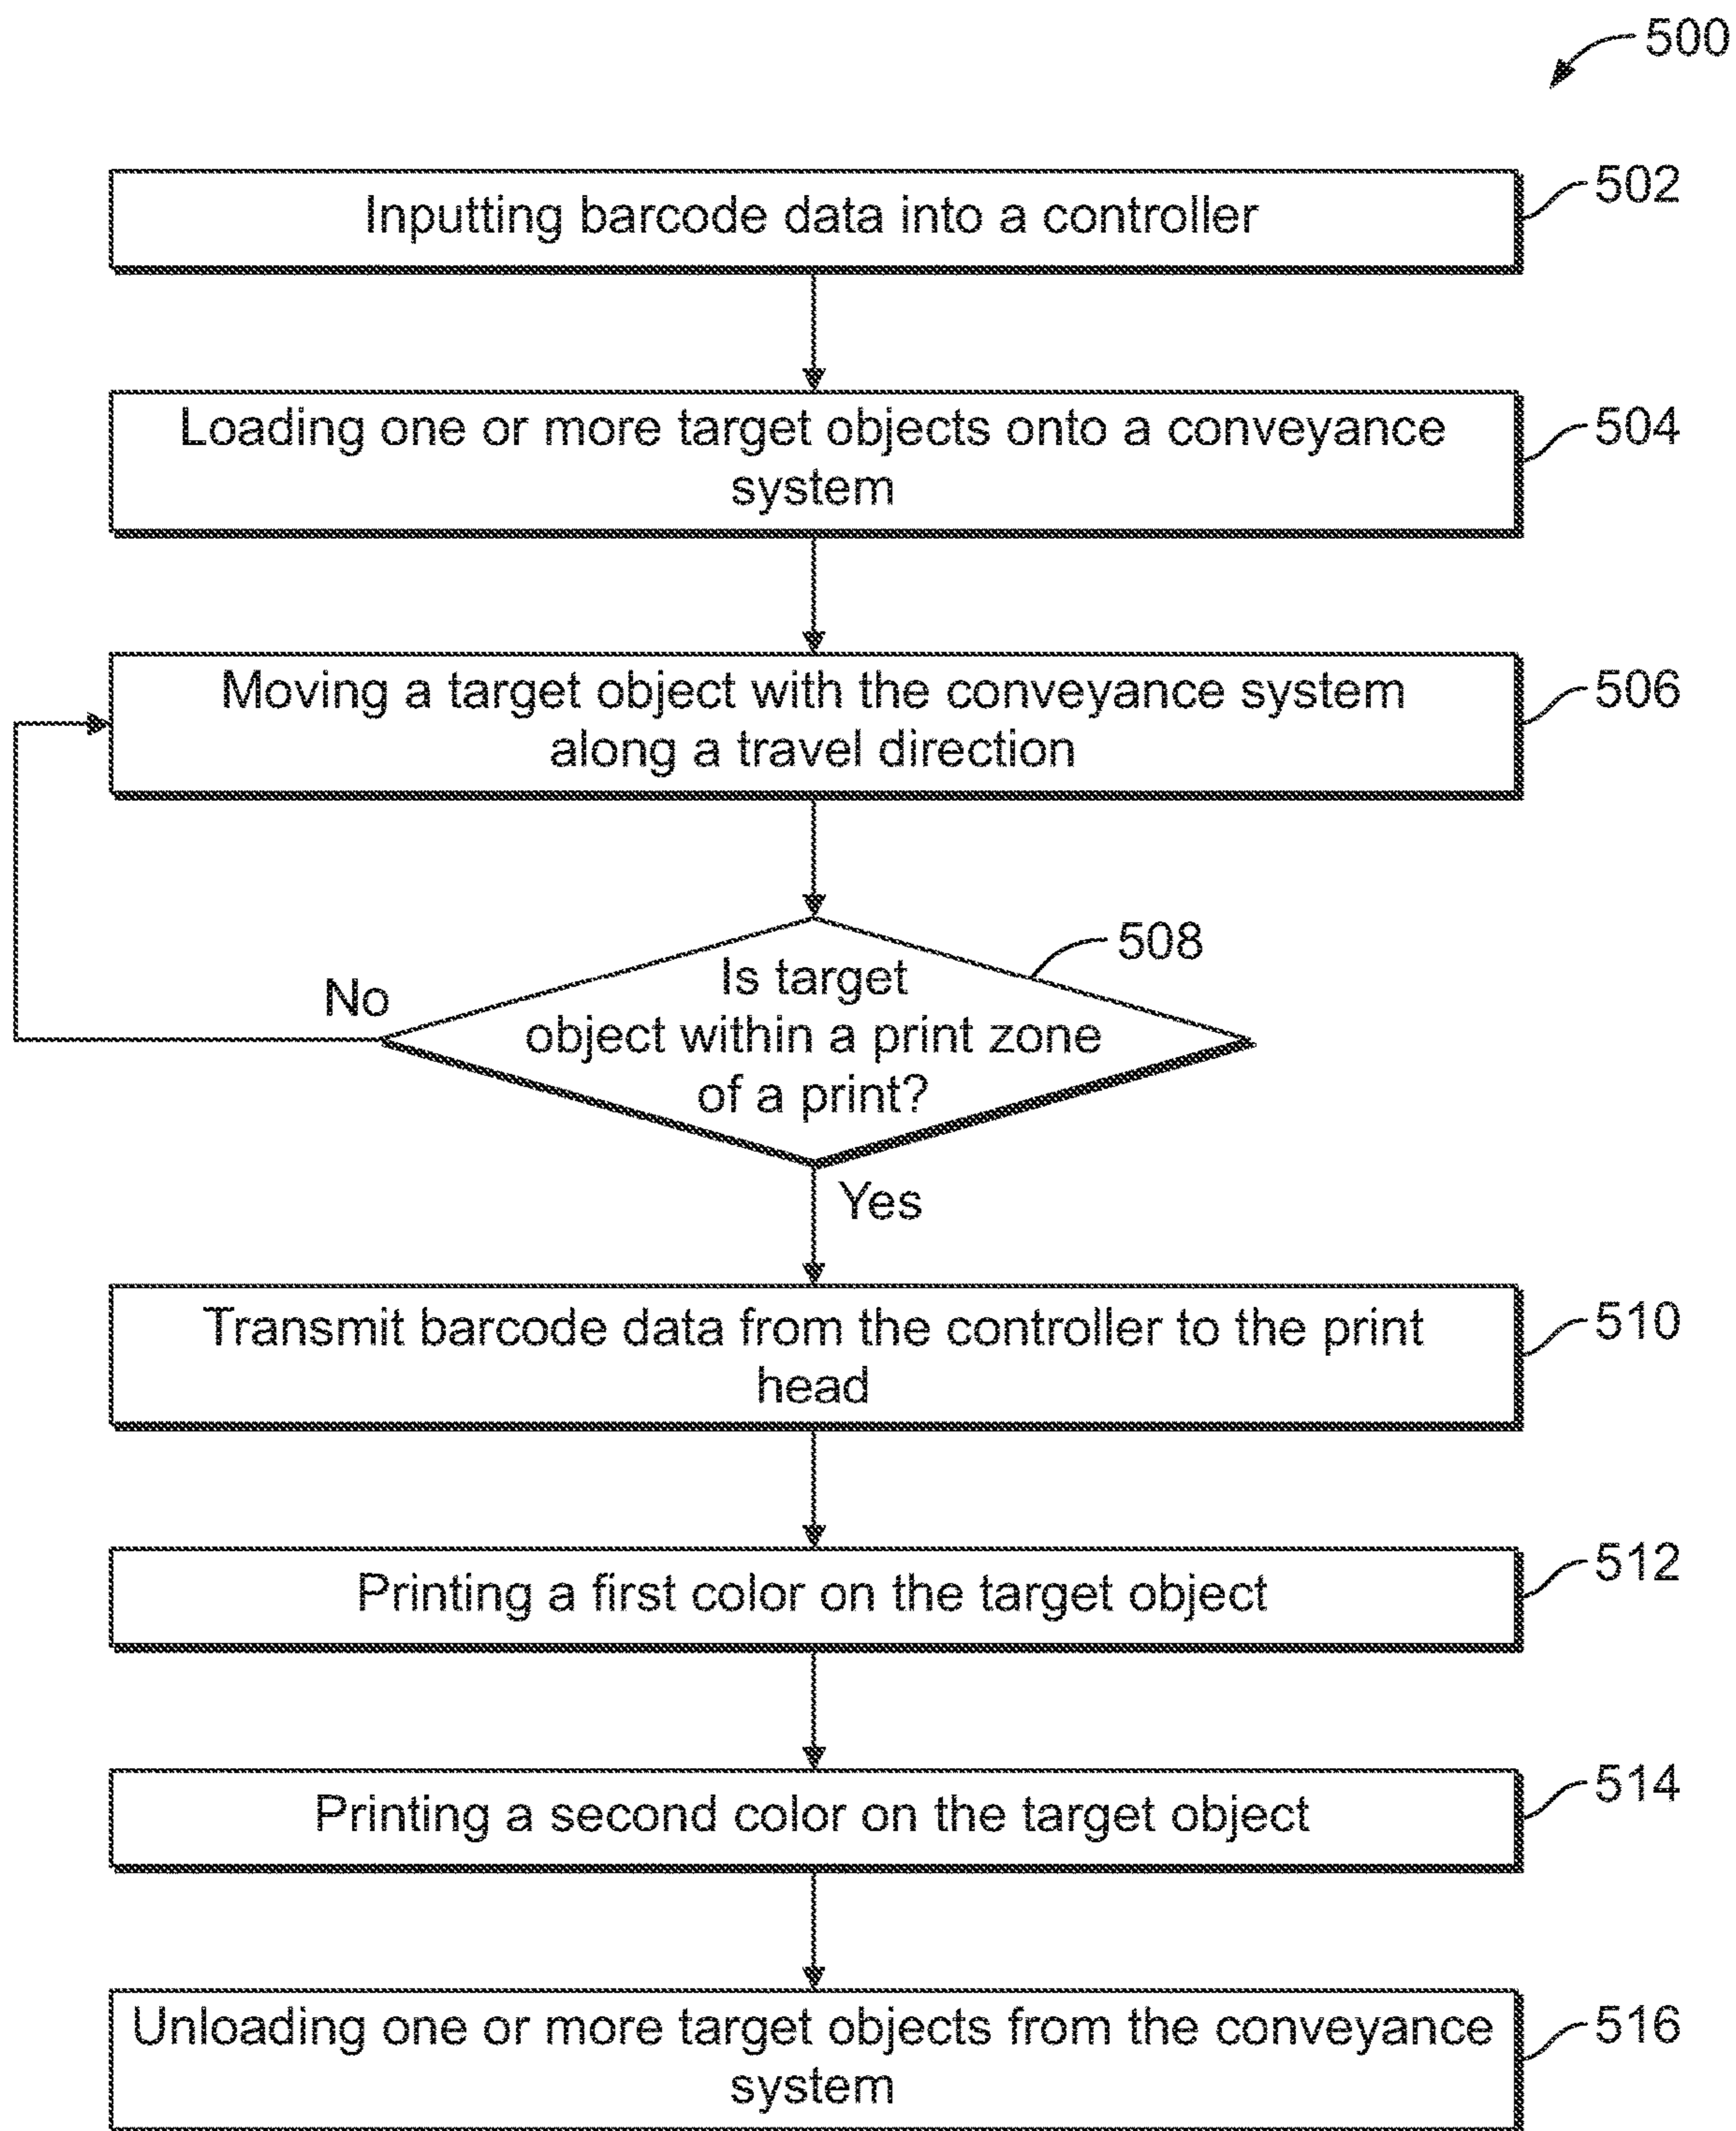 500
Inputting barcode data into a controller
502
Loading one or more target objects onto a conveyance
system
504
Moving a target object with the conveyance system
along a travel direction
506
508
Is target
object within a print zone
of a print?
No
Yes
Transmit barcode data from the controller to the print
head
510
Printing a first color on the target object
512
Printing a second color on the target object
514
Unloading one or more target objects from the conveyance
system
516